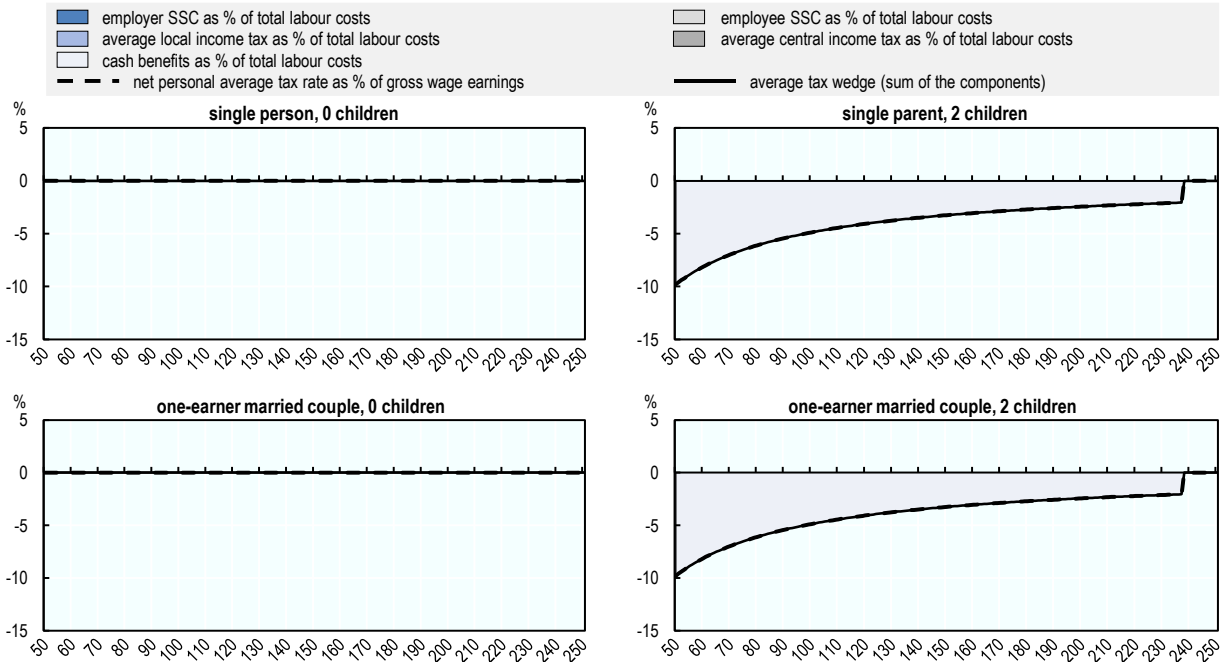 employer SSC as % of total labour costs
employee SSC as % of total labour costs
average local income tax as % of total labour costs
average central income tax as % of total labour costs
cash benefits as % of total labour costs
net personal average tax rate as % of gross wage earnings
average tax wedge (sum of the components)
%
single person, 0 children
5
0
-5
-10
-15
50 60 70 80 90 100 110 120 130 140 150 160 170 180 190 200 210 220 230 240 250
%
single parent, 2 children
5
0
-5
-10
-15
50 60 70 80 90 100 110 120 130 140 150 160 170 180 190 200 210 220 230 240 250
%
one-earner married couple, 0 children
5
0
-5
-10
-15
50 60 70 80 90 100 110 120 130 140 150 160 170 180 190 200 210 220 230 240 250
%
one-earner married couple, 2 children
5
0
-5
-10
-15
50 60 70 80 90 100 110 120 130 140 150 160 170 180 190 200 210 220 230 240 250